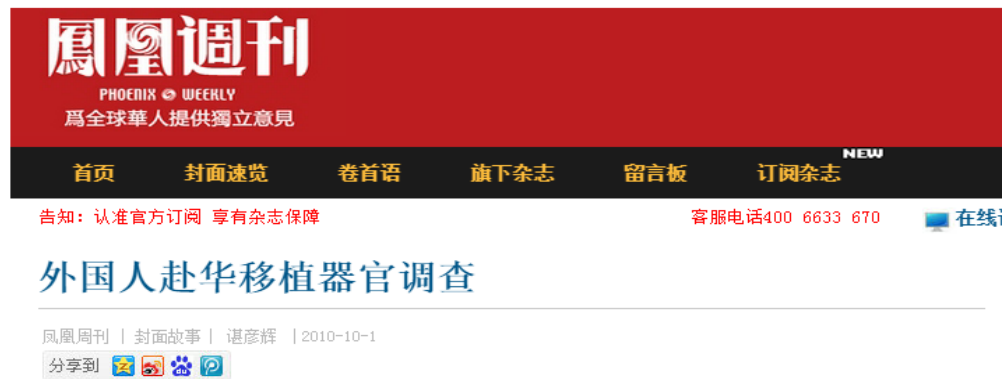 鳳凰週刊
PHOENIX WEEKLY
爲全球華人提供獨立意見
首页 封面速览 卷首语 旗下杂志 留言板 订阅杂志 NEW
告知：认准官方订阅 享有杂志保障 客服电话400 6633 670 在线
外国人赴华移植器官调查
凤凰周刊 | 封面故事 | 谌彦辉 | 2010-10-1
分享到